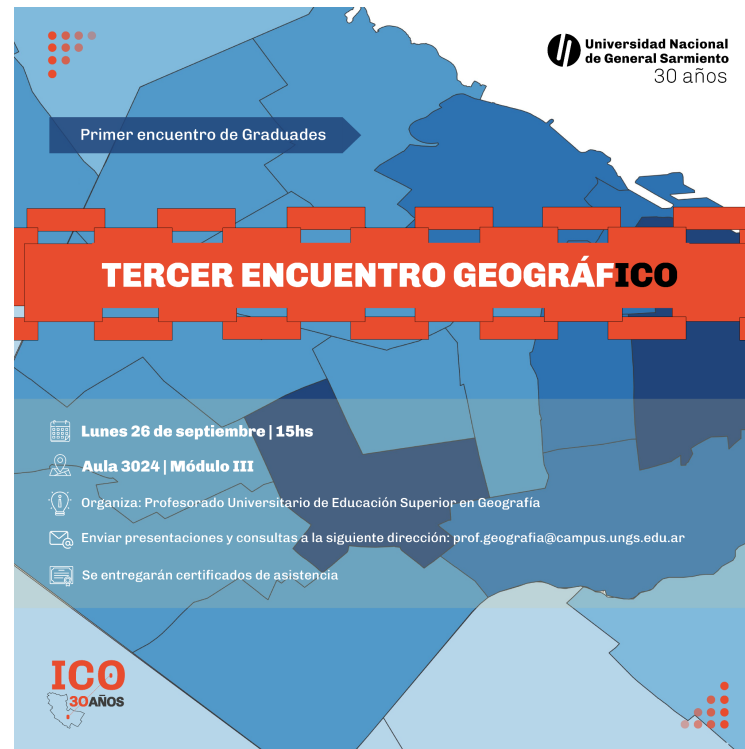 Universidad Nacional
de General Sarmiento
30 años
Primer encuentro de Graduades
TERCER ENCUENTRO GEOGRÁFICO
Lunes 26 de septiembre | 15hs
Aula 3024 | Módulo III
Organiza: Profesorado Universitario de Educación Superior en Geografía
Enviar presentaciones y consultas a la siguiente dirección: prof.geografia@campus.ungs.edu.ar
Se entregarán certificados de asistencia
ICO
30AÑOS